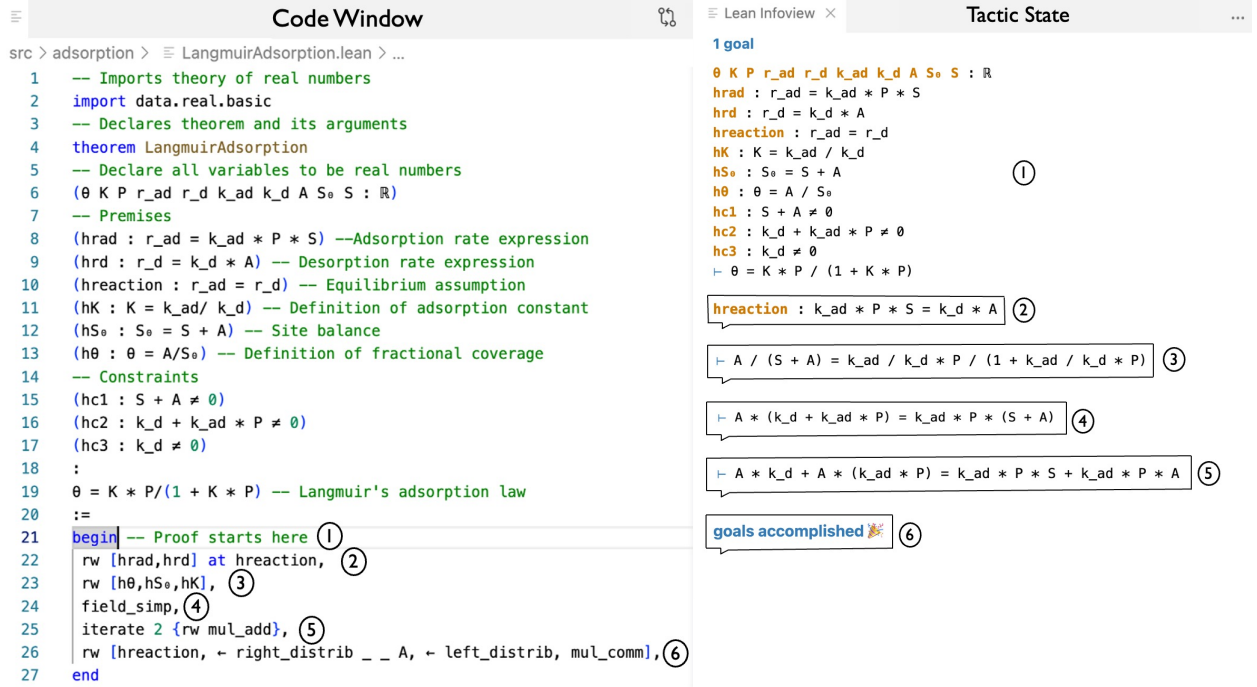 Code Window
src > adsorption > LangmuirAdsorption.lean > ...
1 -- Imports theory of real numbers
2 import data.real.basic
3 -- Declares theorem and its arguments
4 theorem LangmuirAdsorption
5 -- Declare all variables to be real numbers
6 (θ K P r_ad r_d k_ad k_d A S₀ S : ℝ)
7 -- Premises
8 (hrad : r_ad = k_ad * P * S) --Adsorption rate expression
9 (hrd : r_d = k_d * A) -- Desorption rate expression
10 (hreaction : r_ad = r_d) -- Equilibrium assumption
11 (hK : K = k_ad/ k_d) -- Definition of adsorption constant
12 (hS₀ : S₀ = S + A) -- Site balance
13 (hθ : θ = A/S₀) -- Definition of fractional coverage
14 -- Constraints
15 (hc1 : S + A ≠ 0)
16 (hc2 : k_d + k_ad * P ≠ 0)
17 (hc3 : k_d ≠ 0)
18 :
19 θ = K * P/(1 + K * P) -- Langmuir's adsorption law
20 :=
21 begin -- Proof starts here ①
22 rw [hrad,hrd] at hreaction, ②
23 rw [hθ,hS₀,hK], ③
24 field_simp, ④
25 iterate 2 {rw mul_add}, ⑤
26 rw [hreaction, ← right_distrib _ _ A, ← left_distrib, mul_comm], ⑥
27 end
Lean Infoview ×
Tactic State
...
1 goal
θ K P r_ad r_d k_ad k_d A S₀ S : ℝ
hrad : r_ad = k_ad * P * S
hrd : r_d = k_d * A
hreaction : r_ad = r_d
hK : K = k_ad / k_d
hS₀ : S₀ = S + A ①
hθ : θ = A / S₀
hc1 : S + A ≠ 0
hc2 : k_d + k_ad * P ≠ 0
hc3 : k_d ≠ 0
⊢ θ = K * P / (1 + K * P)
hreaction : k_ad * P * S = k_d * A ②
⊢ A / (S + A) = k_ad / k_d * P / (1 + k_ad / k_d * P) ③
⊢ A * (k_d + k_ad * P) = k_ad * P * (S + A) ④
⊢ A * k_d + A * (k_ad * P) = k_ad * P * S + k_ad * P * A ⑤
goals accomplished 🎉 ⑥